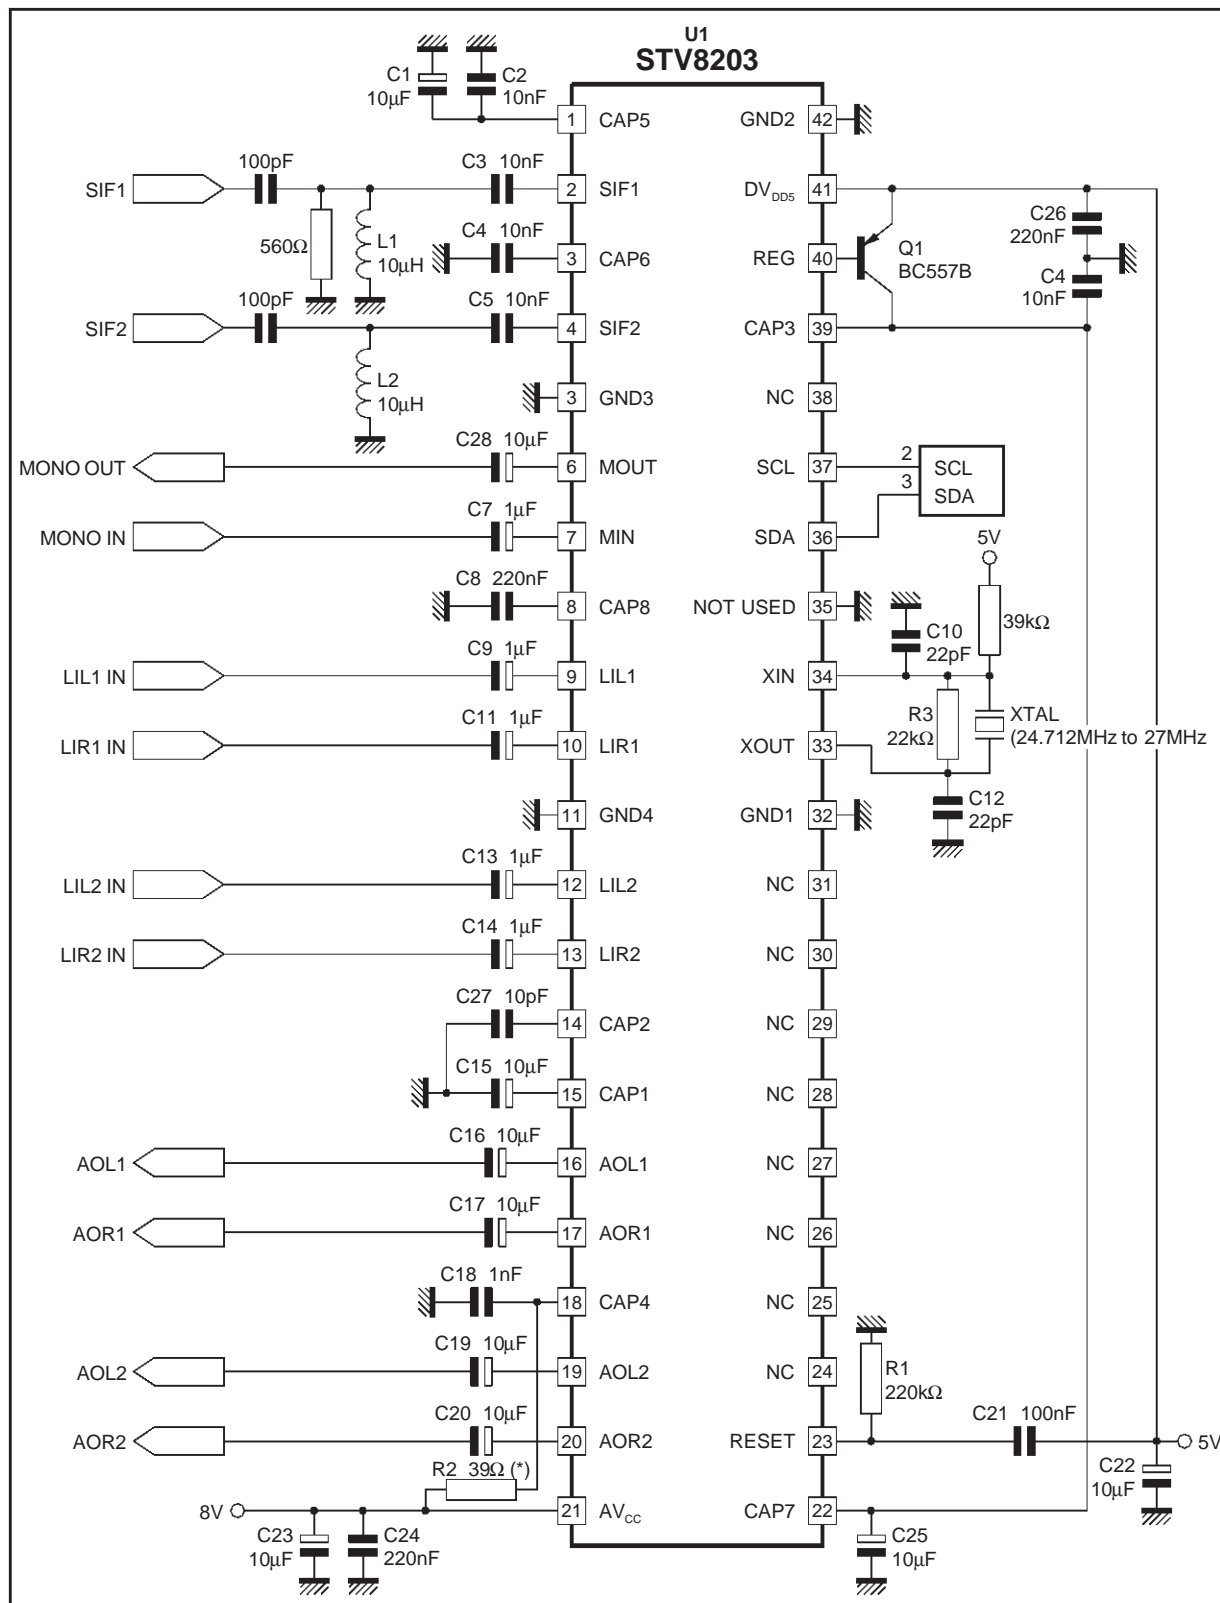 U1
STV8203
C1
10μF
C2
10nF
1 CAP5
GND2 42
100pF
C3 10nF
SIF1
2 SIF1
DVDD5 41
560Ω
L1
10μH
C4 10nF
3 CAP6
REG 40
Q1
BC557B
C26
220nF
C4
10nF
100pF
C5 10nF
SIF2
4 SIF2
CAP3 39
L2
10μH
3 GND3
NC 38
C28 10μF
MONO OUT
6 MOUT
SCL 37
2 SCL
3 SDA
C7 1μF
MONO IN
7 MIN
SDA 36
5V
C8 220nF
8 CAP8
NOT USED 35
C10
22pF
39kΩ
C9 1μF
LIL1 IN
9 LIL1
XIN 34
R3
22kΩ
XTAL
(24.712MHz to 27MHz
C11 1μF
LIR1 IN
10 LIR1
XOUT 33
C12
22pF
11 GND4
GND1 32
C13 1μF
LIL2 IN
12 LIL2
NC 31
C14 1μF
LIR2 IN
13 LIR2
NC 30
C27 10pF
14 CAP2
NC 29
C15 10μF
15 CAP1
NC 28
C16 10μF
AOL1
16 AOL1
NC 27
C17 10μF
AOR1
17 AOR1
NC 26
C18 1nF
18 CAP4
NC 25
C19 10μF
AOL2
19 AOL2
NC 24
R1
220kΩ
C20 10μF
AOR2
20 AOR2
RESET 23
C21 100nF
5V
R2 39Ω (*)
C22
10μF
8V
21 AVCC
CAP7 22
C23
10μF
C24
220nF
C25
10μF